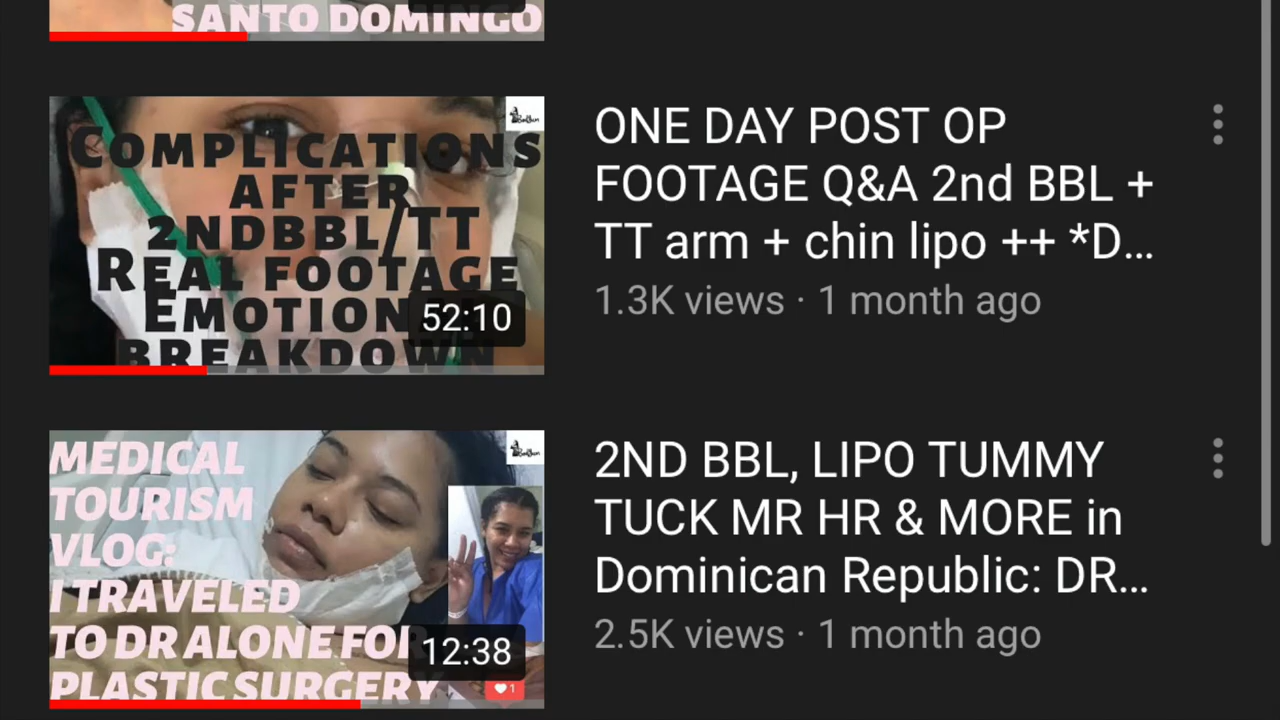 SANTO DOMINGO
COMPLICATIONS
AFTER
2NDBBL/TT
REAL FOOTAGE
EMOTION
BREAKDOWN
52:10
ONE DAY POST OP
FOOTAGE Q&A 2nd BBL +
TT arm + chin lipo ++ *D...
1.3K views · 1 month ago
MEDICAL
TOURISM
VLOG:
I TRAVELED
TO DR ALONE FOR
PLASTIC SURGERY
12:38
1
2ND BBL, LIPO TUMMY
TUCK MR HR & MORE in
Dominican Republic: DR...
2.5K views · 1 month ago